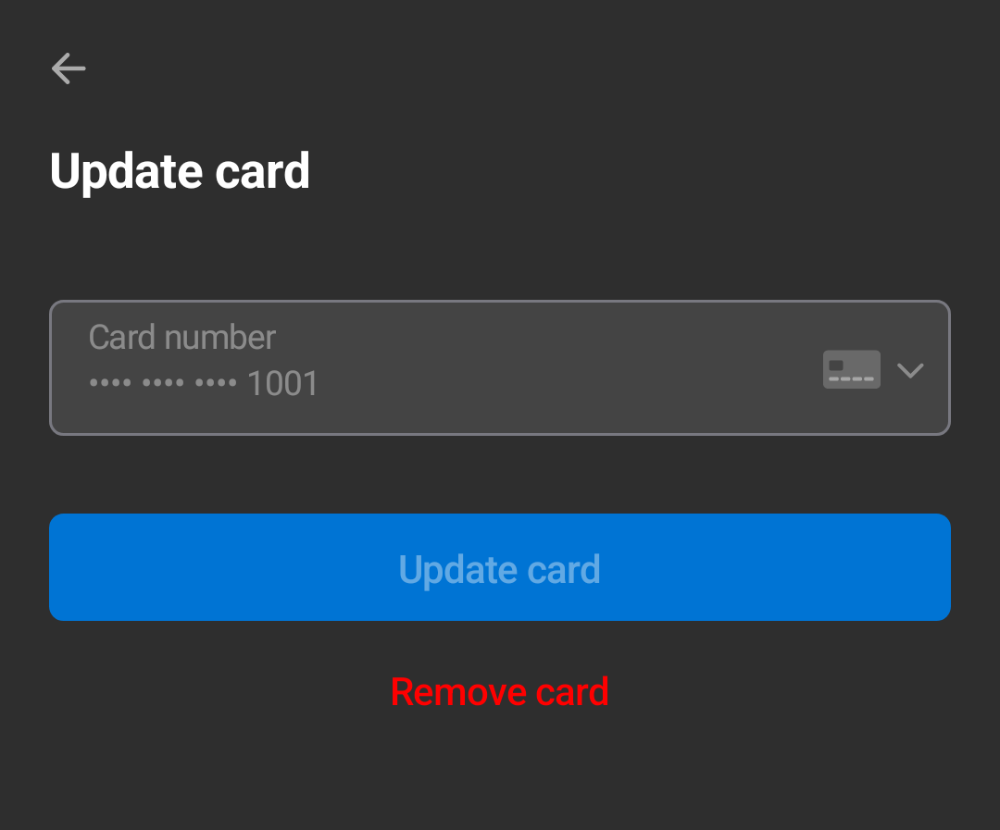 Update card
Card number
•••• •••• •••• 1001
Update card
Remove card